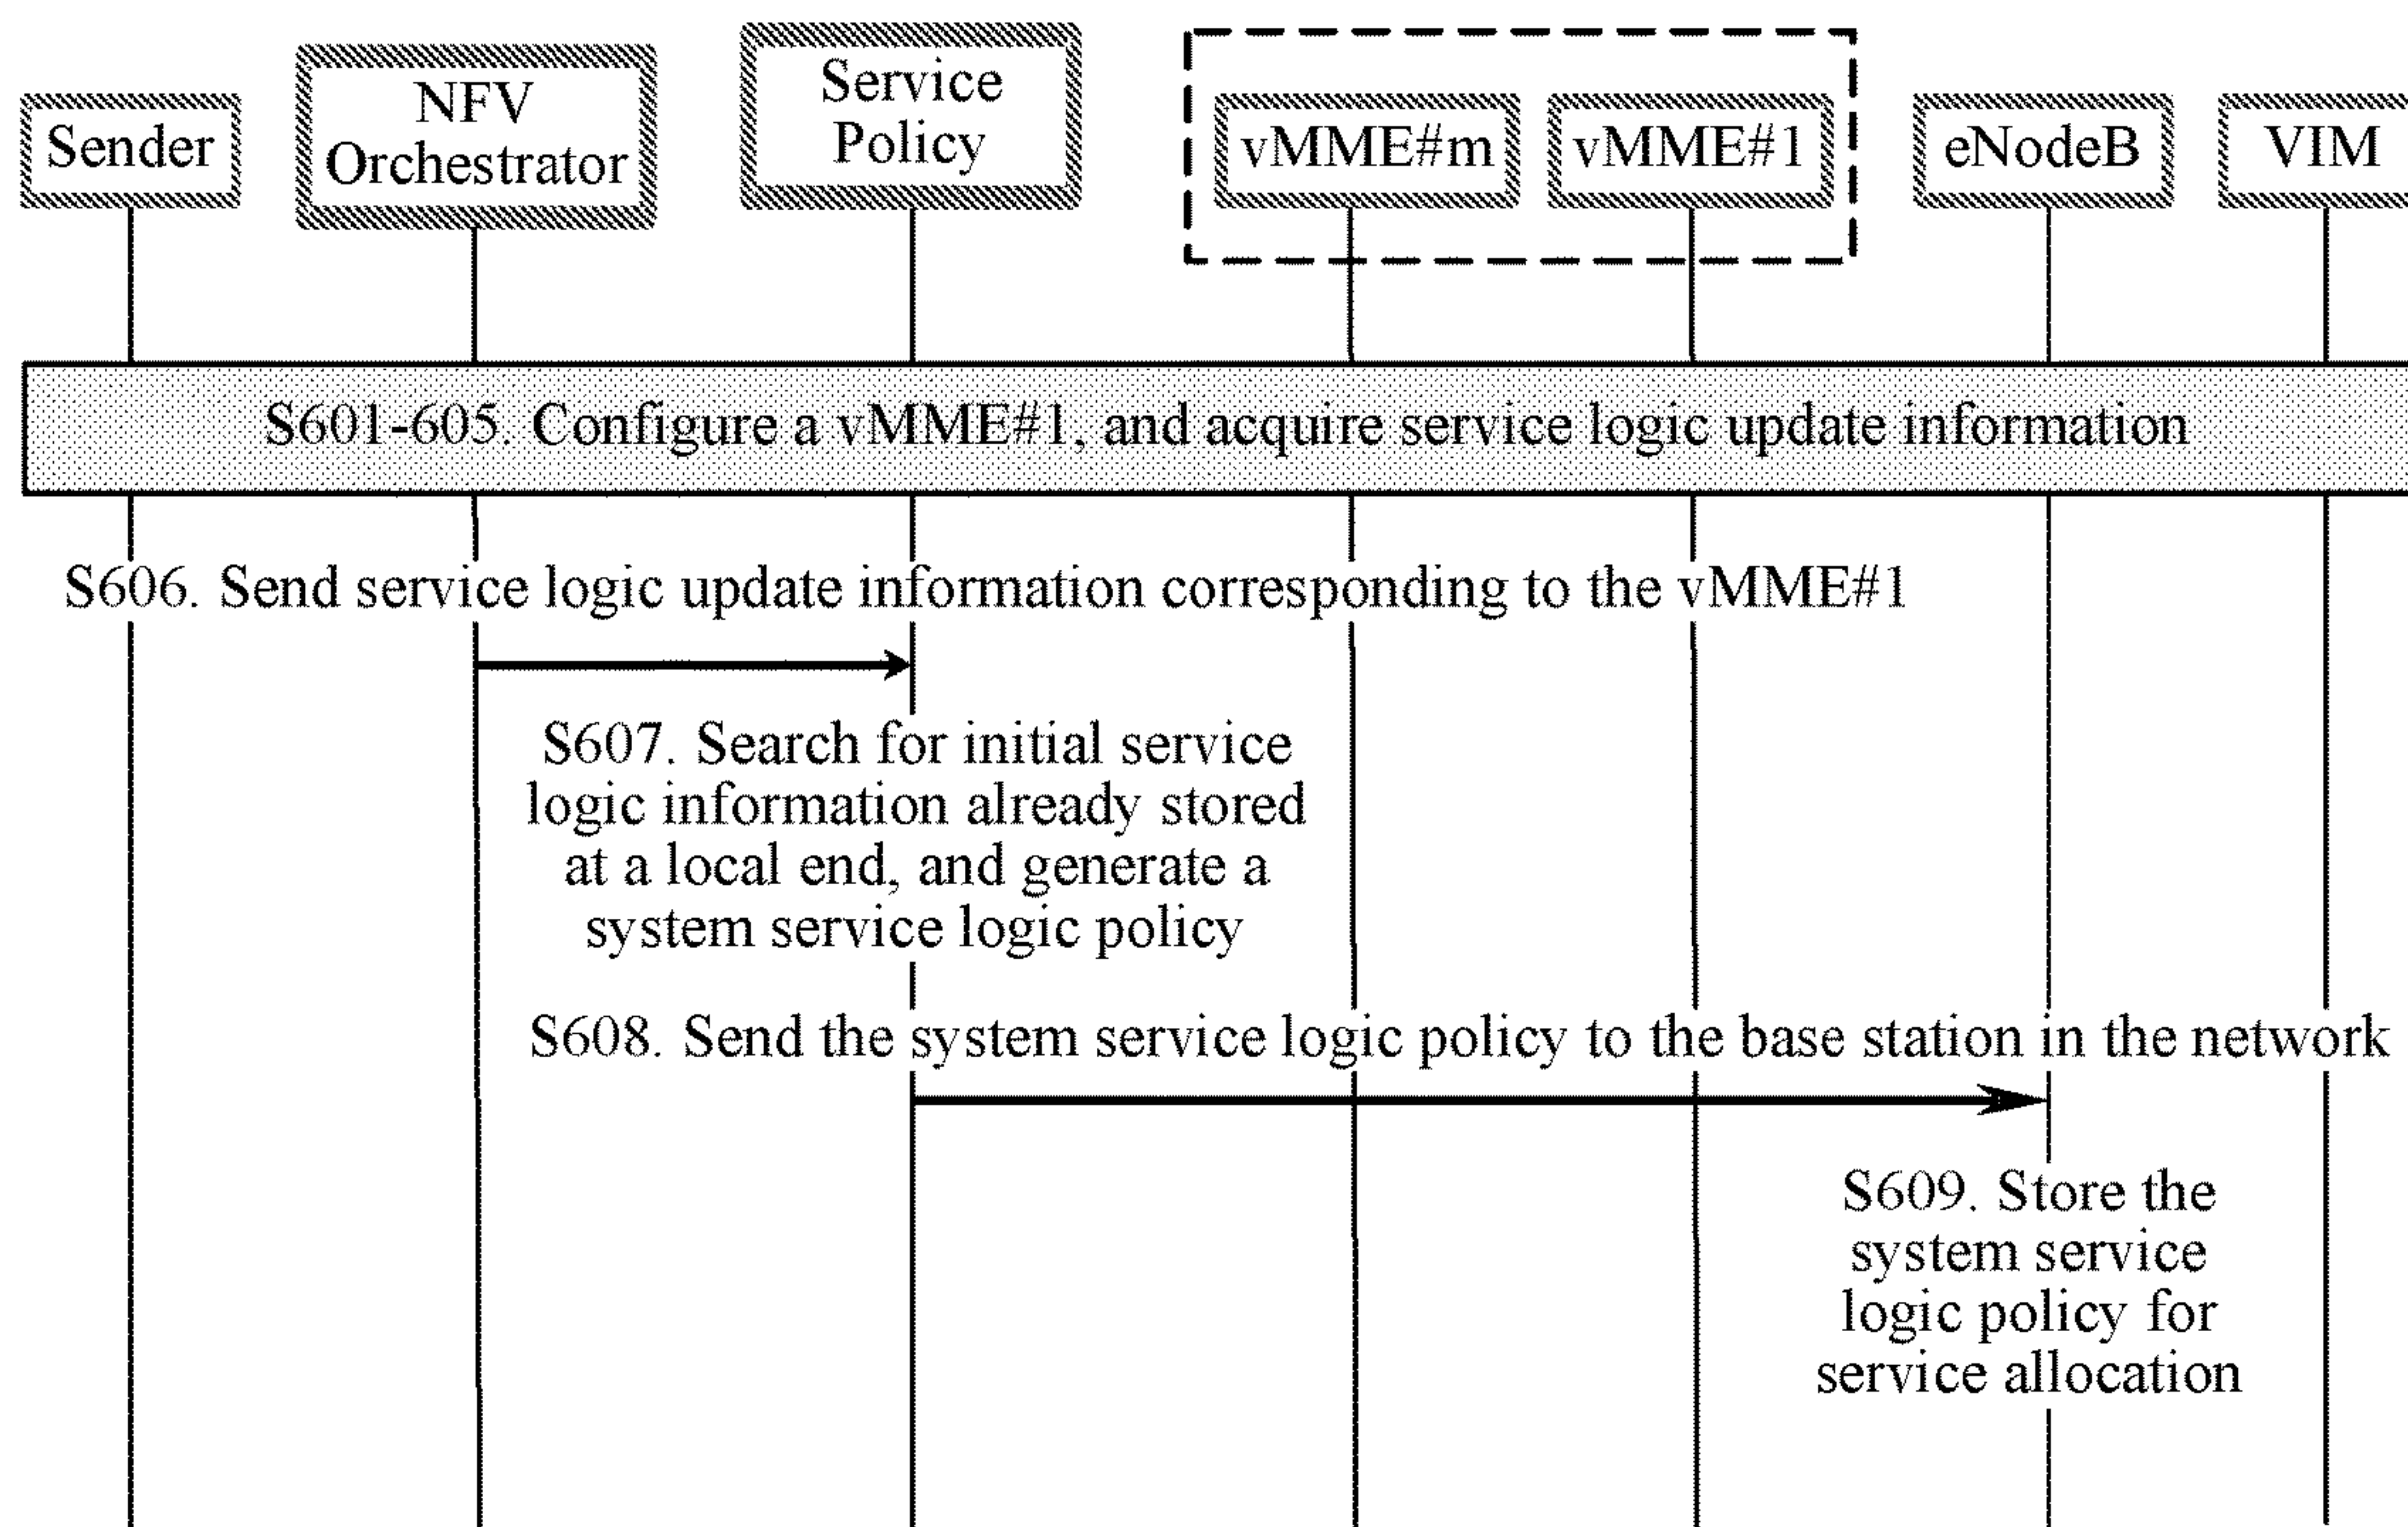 Sender
NFV
Orchestrator
Service
Policy
vMME#m
vMME#1
eNodeB
VIM
S601-605. Configure a vMME#1, and acquire service logic update information
S606. Send service logic update information corresponding to the vMME#1
S607. Search for initial service
logic information already stored
at a local end, and generate a
system service logic policy
S608. Send the system service logic policy to the base station in the network
S609. Store the
system service
logic policy for
service allocation